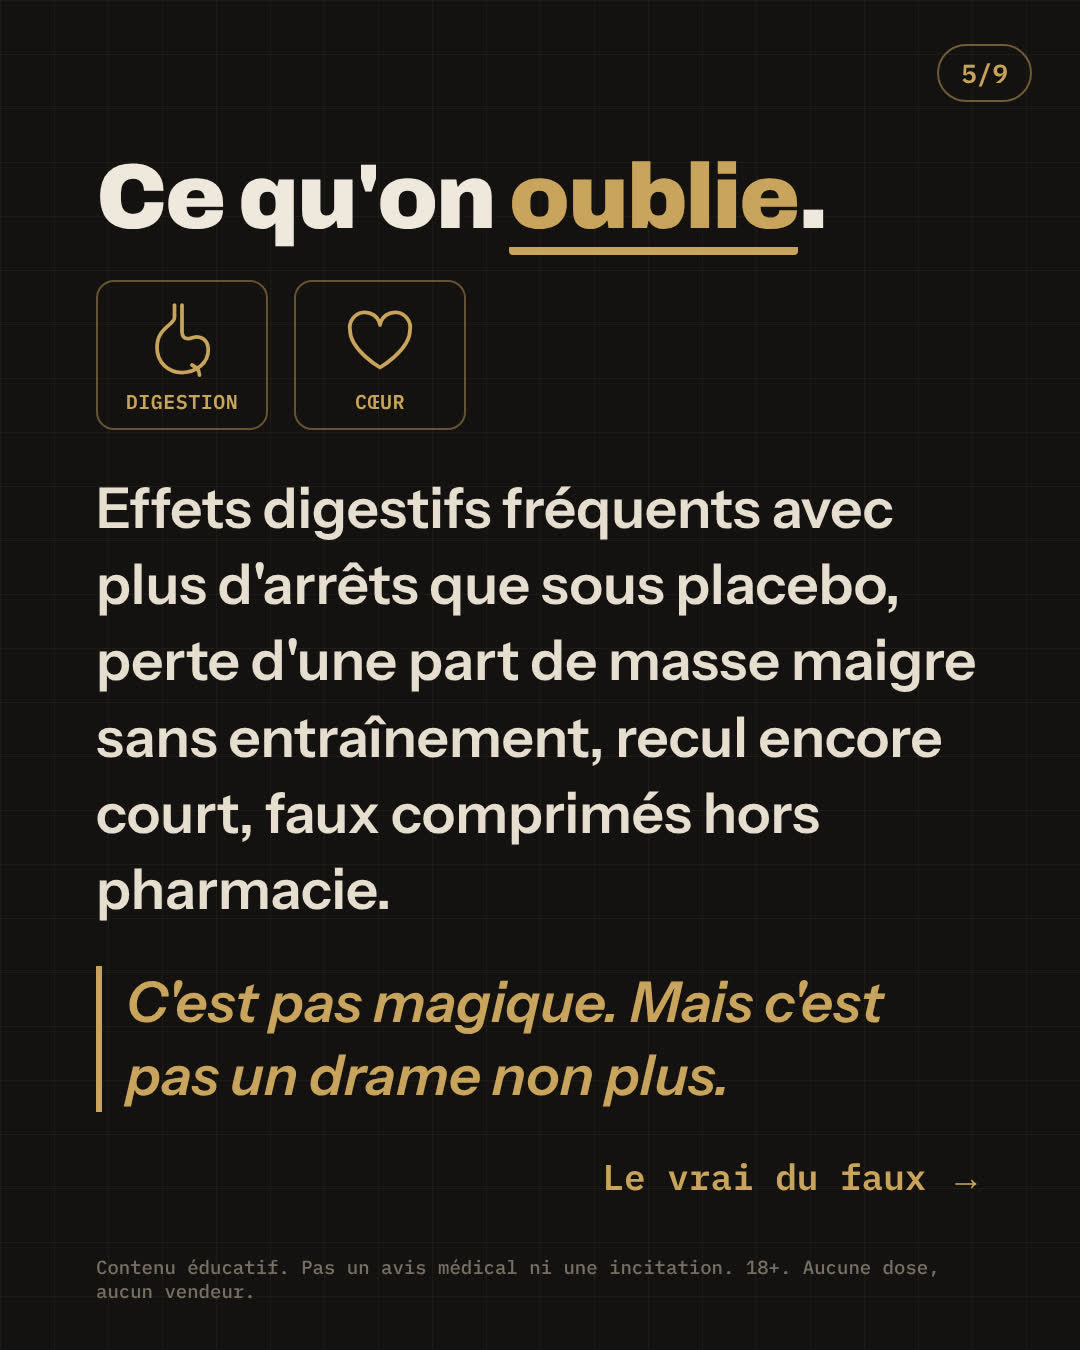 5/9
Ce qu'on oublie.
DIGESTION
CŒUR
Effets digestifs fréquents avec
plus d'arrêts que sous placebo,
perte d'une part de masse maigre
sans entraînement, recul encore
court, faux comprimés hors
pharmacie.
C'est pas magique. Mais c'est
pas un drame non plus.
Le vrai du faux →
Contenu éducatif. Pas un avis médical ni une incitation. 18+. Aucune dose,
aucun vendeur.